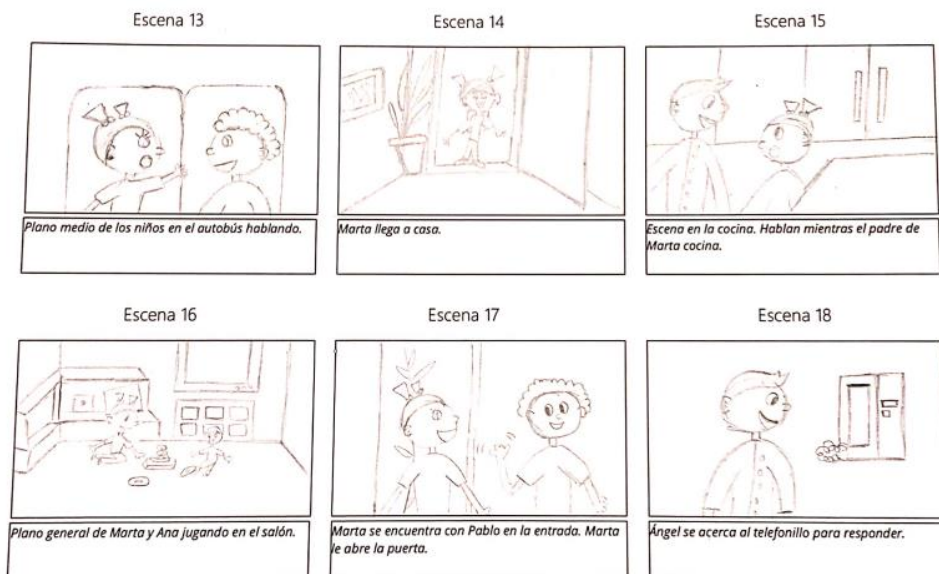 Escena 13
Escena 14
Escena 15
Plano medio de los niños en el autobús hablando.
Marta llega a casa.
Escena en la cocina. Hablan mientras el padre de
Marta cocina.
Escena 16
Escena 17
Escena 18
Plano general de Marta y Ana jugando en el salón.
Marta se encuentra con Pablo en la entrada. Marta
le abre la puerta.
Ángel se acerca al telefonillo para responder.